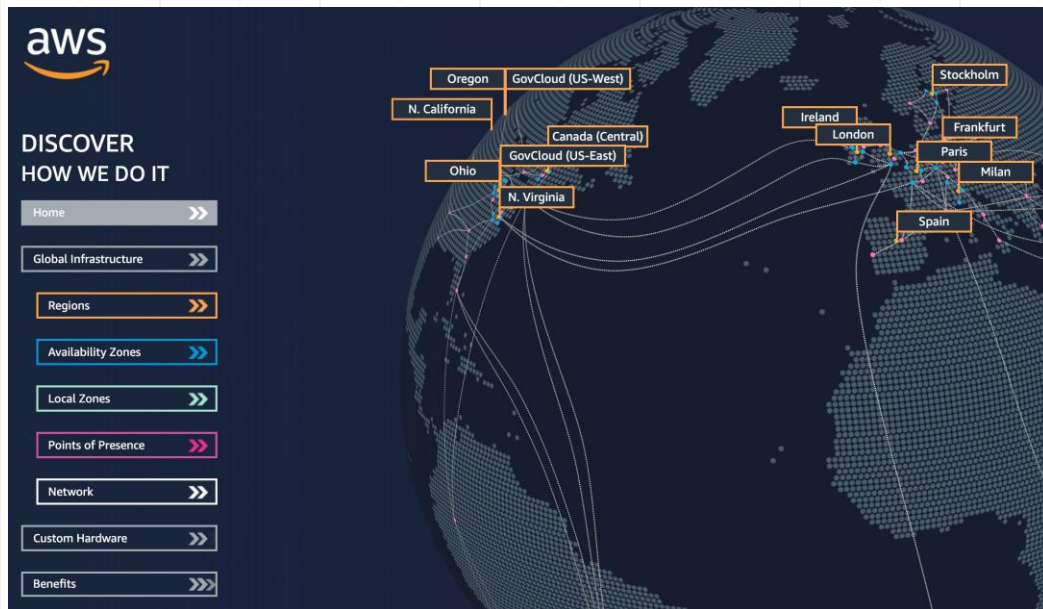 aws
DISCOVER
HOW WE DO IT
Home
Global Infrastructure
Regions
Availability Zones
Local Zones
Points of Presence
Network
Custom Hardware
Benefits
Oregon
GovCloud (US-West)
N. California
Canada (Central)
GovCloud (US-East)
Ohio
N. Virginia
Stockholm
Ireland
London
Frankfurt
Paris
Milan
Spain